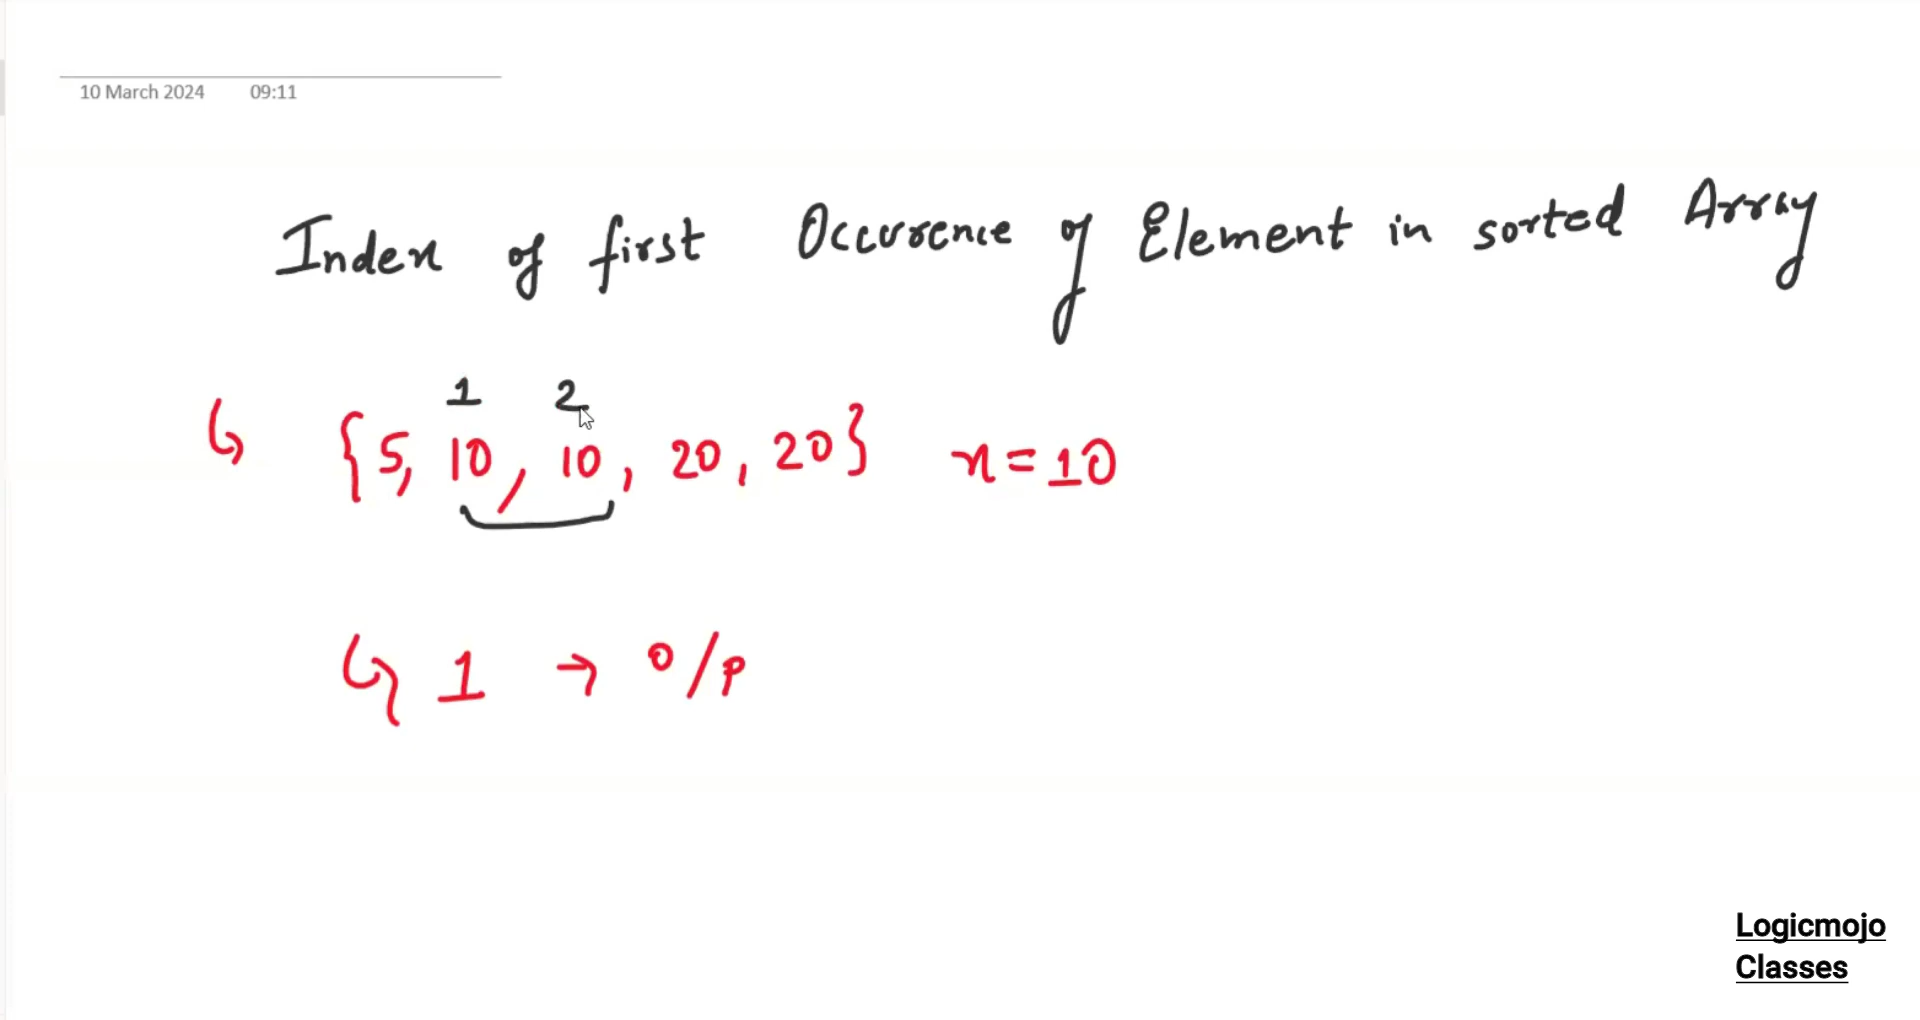 10 March 2024 09:11
Index of first Occurence of Element in sorted Array
1 2
{5, 10, 10, 20, 20} x = 10
1 → o/p
Logicmojo
Classes